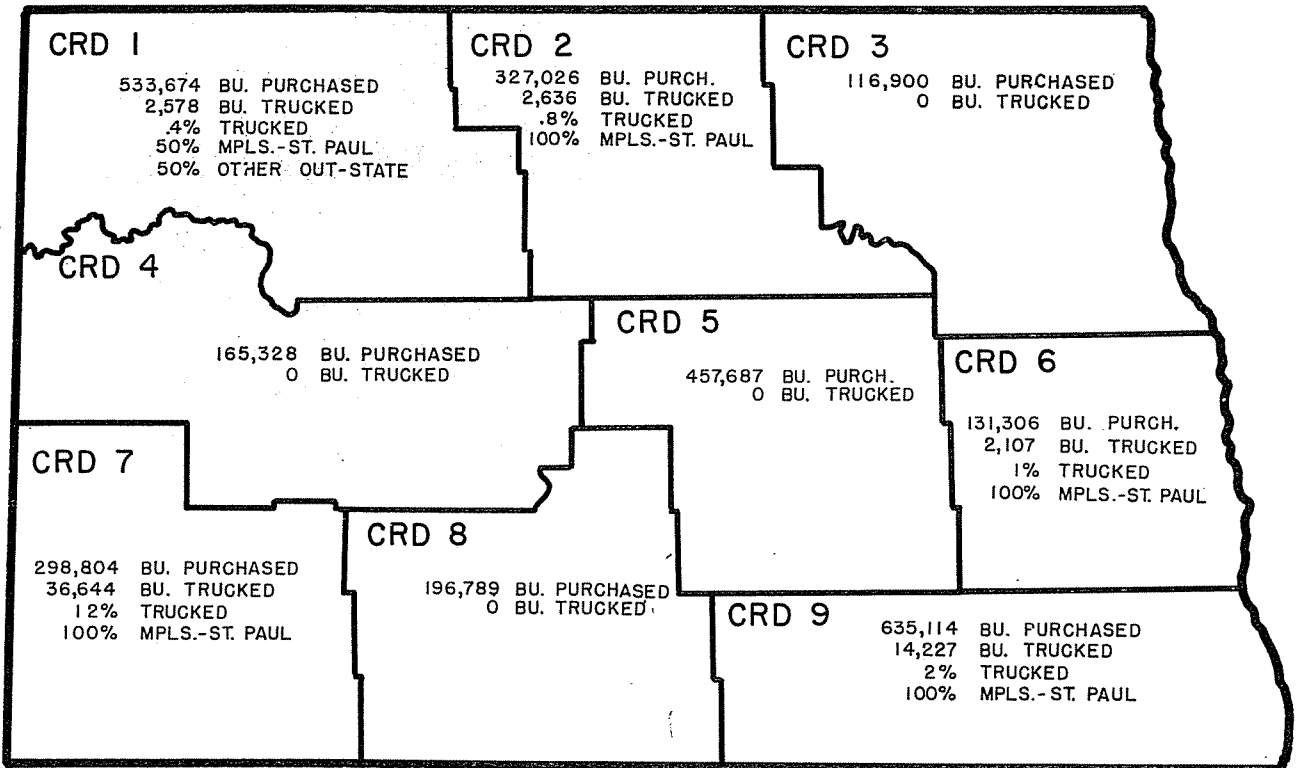 CRD 1
533,674 BU. PURCHASED
2,578 BU. TRUCKED
.4% TRUCKED
50% MPLS.-ST. PAUL
50% OTHER OUT-STATE
CRD 2
327,026 BU. PURCH.
2,636 BU. TRUCKED
.8% TRUCKED
100% MPLS.-ST. PAUL
CRD 3
116,900 BU. PURCHASED
0 BU. TRUCKED
CRD 4
165,328 BU. PURCHASED
0 BU. TRUCKED
CRD 5
457,687 BU. PURCH.
0 BU. TRUCKED
CRD 6
131,306 BU. PURCH.
2,107 BU. TRUCKED
1% TRUCKED
100% MPLS.-ST. PAUL
CRD 7
298,804 BU. PURCHASED
36,644 BU. TRUCKED
12% TRUCKED
100% MPLS.-ST. PAUL
CRD 8
196,789 BU. PURCHASED
0 BU. TRUCKED
CRD 9
635,114 BU. PURCHASED
14,227 BU. TRUCKED
2% TRUCKED
100% MPLS.-ST. PAUL